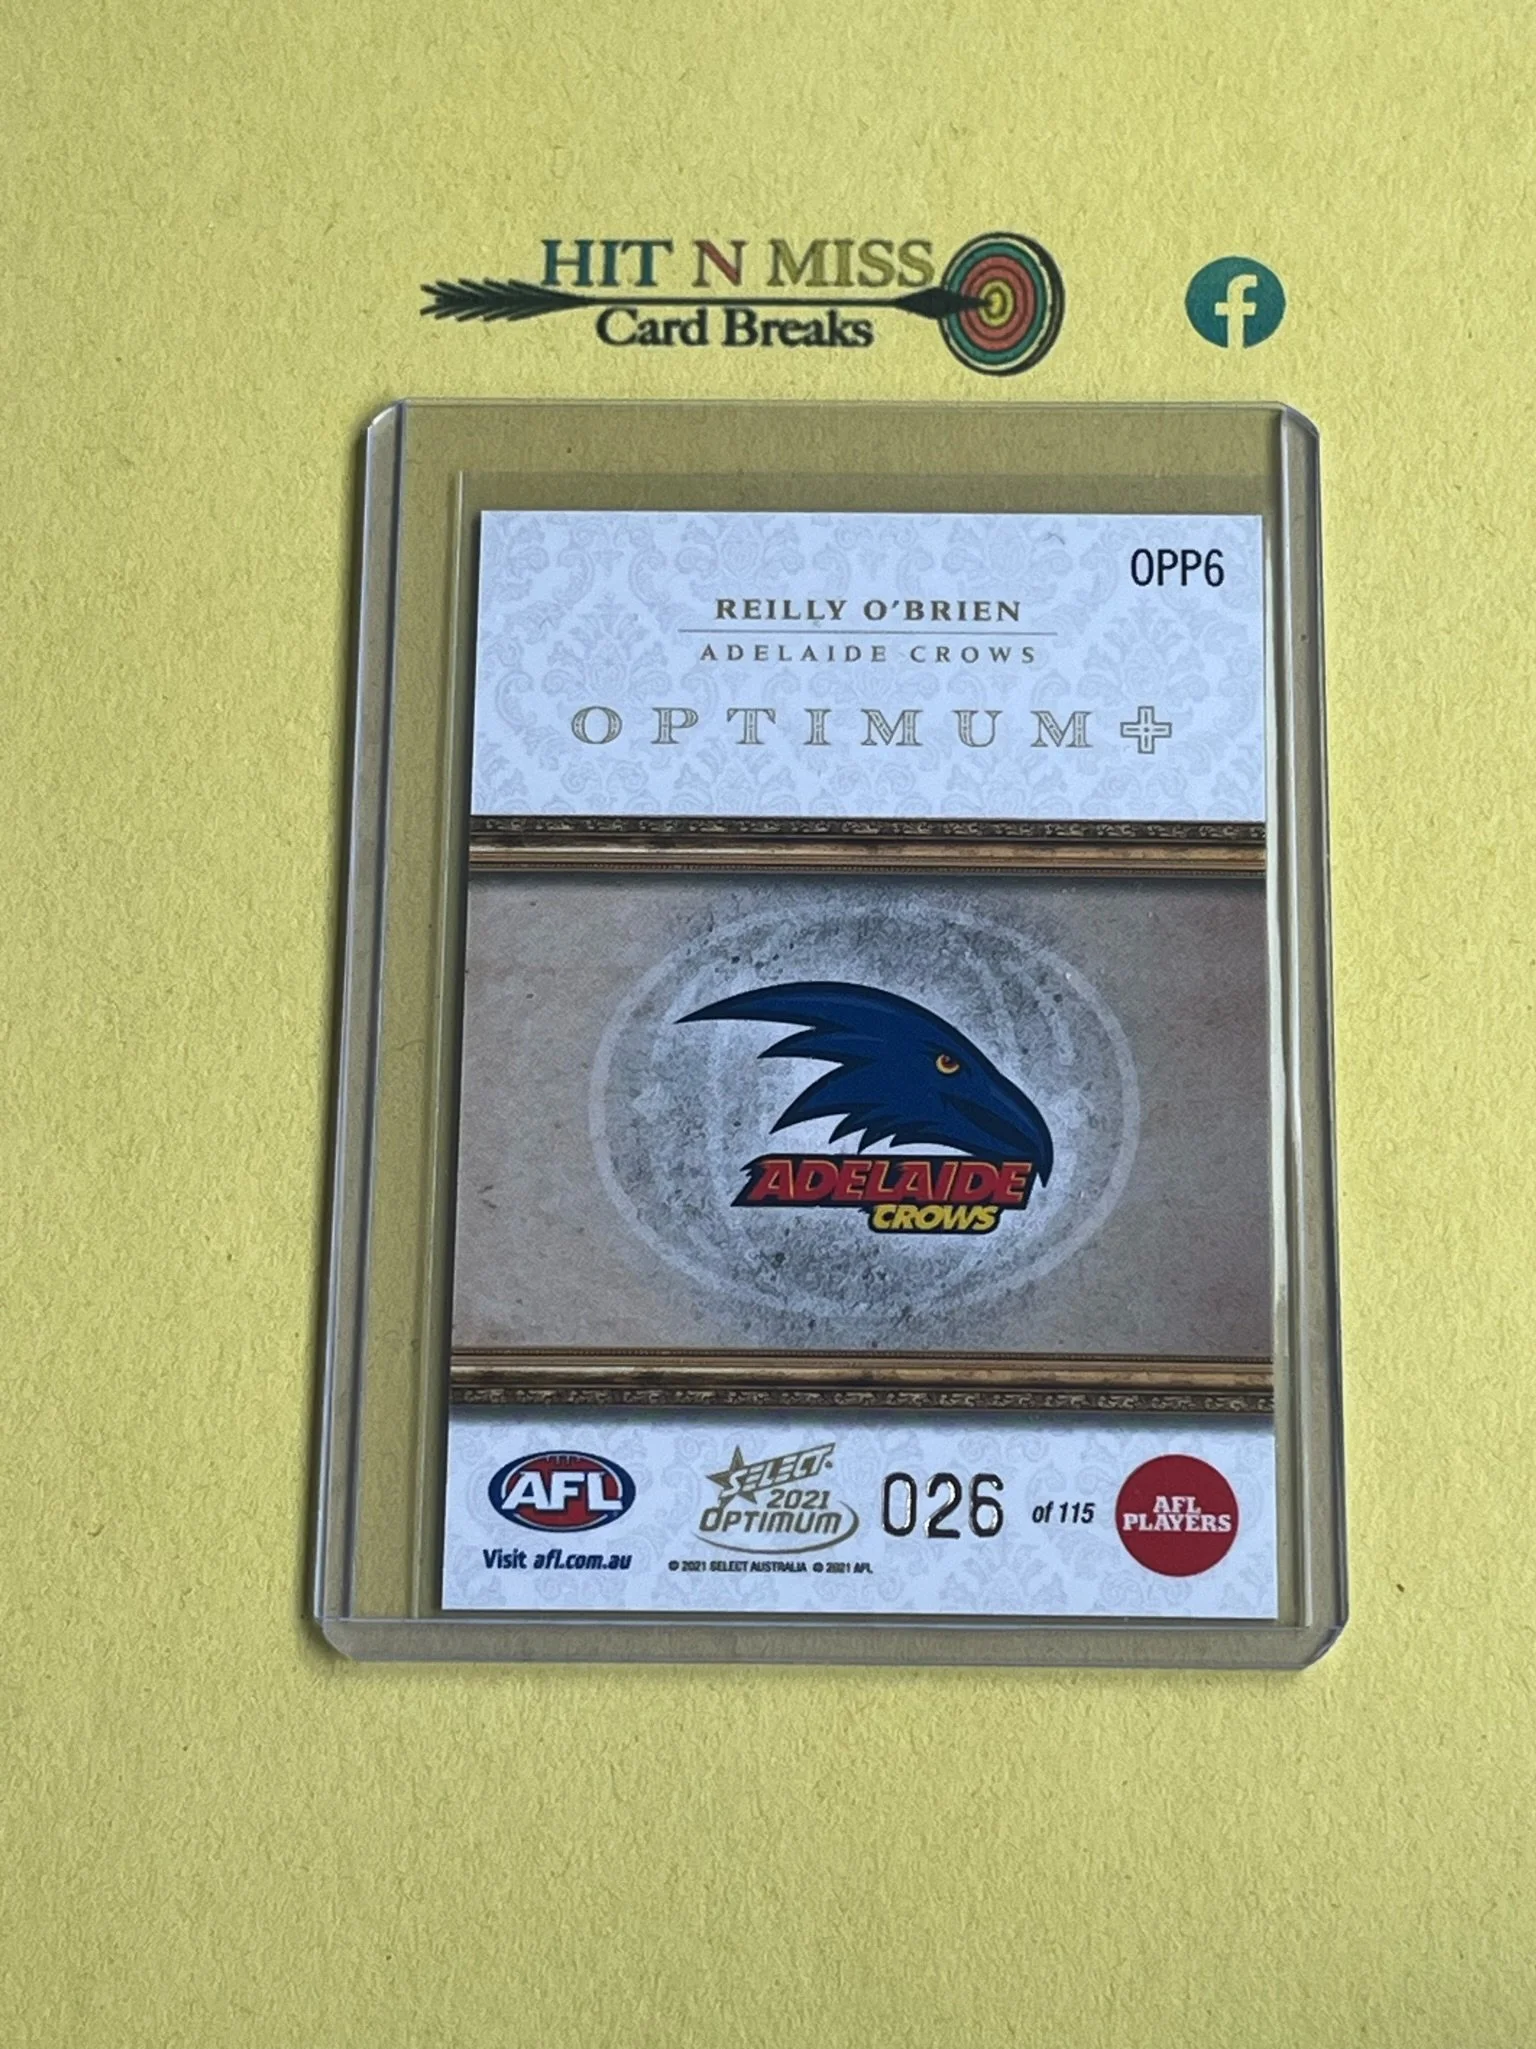 HIT N MISS
Card Breaks
OPP6
REILLY O'BRIEN
ADELAIDE CROWS
OPTIMUM+
ADELAIDE
CROWS
AFL
Visit afl.com.au
SELECT
2021
OPTIMUM
© 2021 SELECT AUSTRALIA © 2021 AFL
026 of 115
AFL
PLAYERS